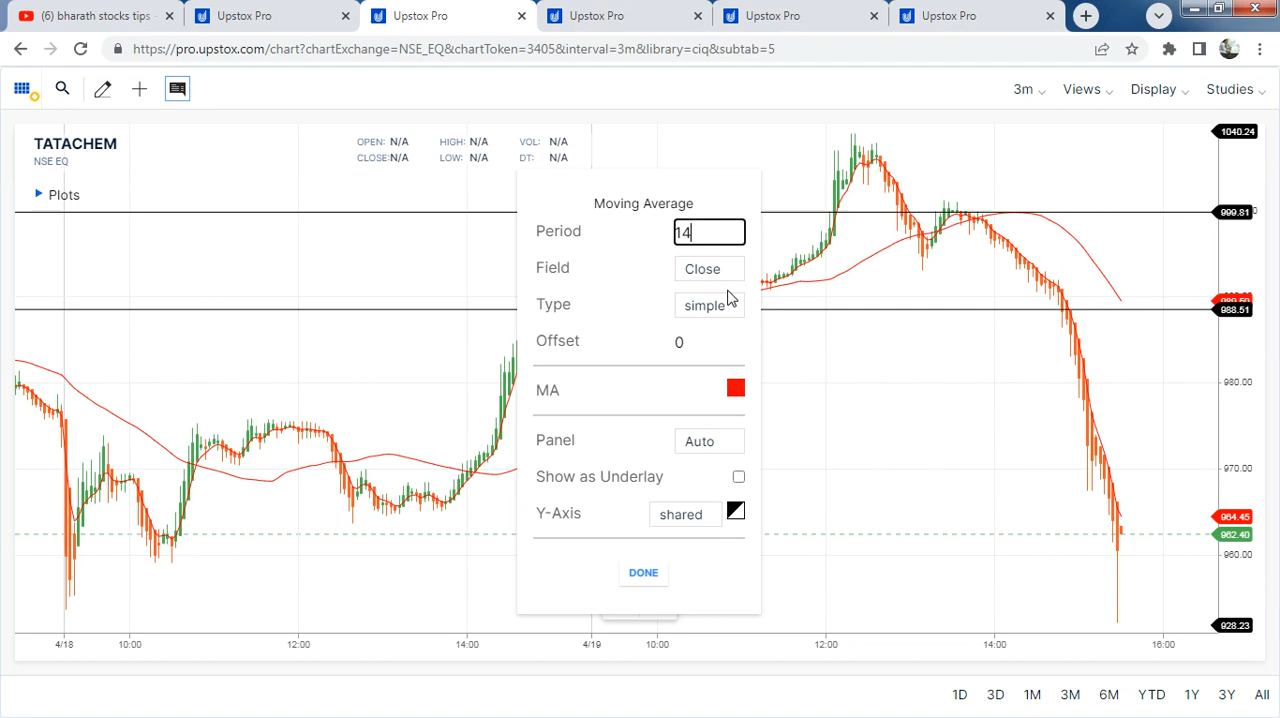 (6) bharath stocks tips -
Upstox Pro
Upstox Pro
Upstox Pro
Upstox Pro
Upstox Pro
https://pro.upstox.com/chart?chartExchange=NSE_EQ&chartToken=3405&interval=3m&library=ciq&subtab=5
3m
Views
Display
Studies
TATACHEM
NSE EQ
OPEN: N/A HIGH: N/A VOL: N/A
CLOSE:N/A LOW: N/A DT: N/A
Plots
Moving Average
Period 14
Field Close
Type simple
Offset 0
MA
Panel Auto
Show as Underlay
Y-Axis shared
DONE
1040.24
999.81
988.51
980.00
970.00
964.45
962.40
960.00
928.23
4/18 10:00 12:00 14:00 4/19 10:00 12:00 14:00 16:00
1D 3D 1M 3M 6M YTD 1Y 3Y All